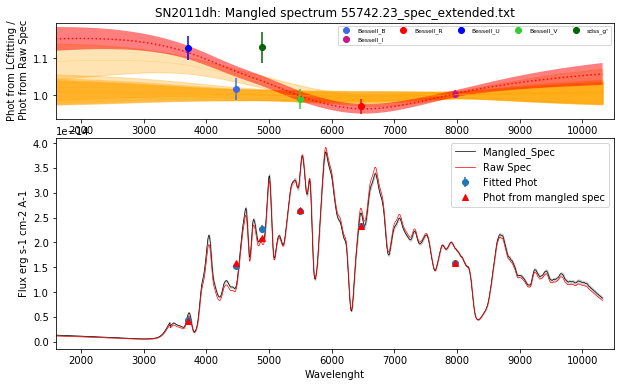 SN2011dh: Mangled spectrum 55742.23_spec_extended.txt
Phot from LCfitting /
Phot from Raw Spec
1.1
1.0
Bessell_B
Bessell_I
Bessell_R
Bessell_U
Bessell_V
sdss_g'
2000 3000 4000 5000 6000 7000 8000 9000 10000
1e−14
Flux erg s-1 cm-2 A-1
4.0
3.5
3.0
2.5
2.0
1.5
1.0
0.5
0.0
Mangled_Spec
Raw Spec
Fitted Phot
Phot from mangled spec
2000 3000 4000 5000 6000 7000 8000 9000 10000
Wavelenght